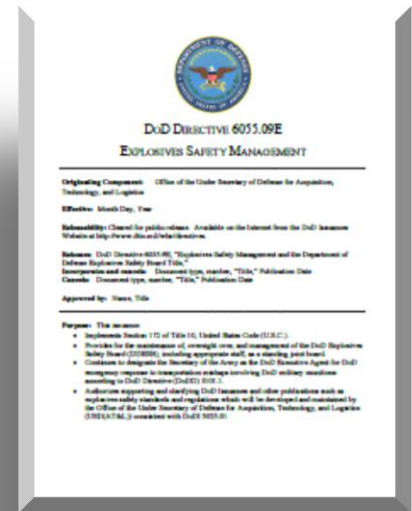 DEPARTMENT OF DEFENSE
UNITED STATES OF AMERICA
DoD DIRECTIVE 6055.09E
EXPLOSIVES SAFETY MANAGEMENT
Originating Component: Office of the Under Secretary of Defense for Acquisition,
Technology, and Logistics
Effective: Month Day, Year
Releasability: Cleared for public release. Available on the Internet from the DoD Issuances
Website at http://www.dtic.mil/whs/directives.
Reissues: DoD Directive 6055.9E, "Explosives Safety Management and the Department of
Defense Explosives Safety Board Title,"
Incorporates and cancels: Document type, number, "Title," Publication Date
Cancels: Document type, number, "Title," Publication Date
Approved by: Name, Title
Purpose: This issuance:
• Implements Section 172 of Title 10, United States Code (U.S.C.).
• Provides for the maintenance of, oversight over, and management of the DoD Explosives
Safety Board (DDESB), including appropriate staff, as a standing joint board.
• Continues to designate the Secretary of the Army as the DoD Executive Agent for DoD
emergency response to transportation mishaps involving DoD military munitions
according to DoD Directive (DoDD) 5101.1.
• Authorizes supporting and clarifying DoD Issuances and other publications such as
explosives safety standards and regulations which will be developed and maintained by
the Office of the Under Secretary of Defense for Acquisition, Technology, and Logistics
(USD(AT&L)) consistent with DoDI 5025.01.